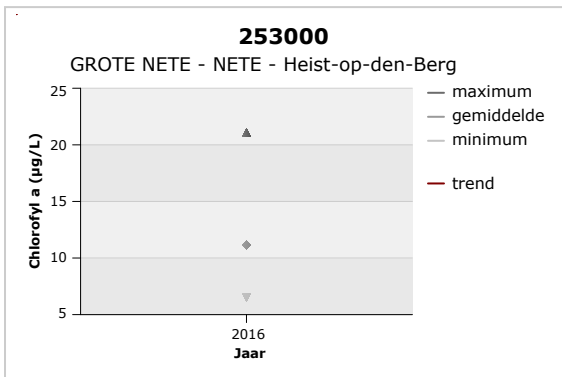 253000
GROTE NETE - NETE - Heist-op-den-Berg
maximum
gemiddelde
minimum
trend
Chlorofyl a (µg/L)
25
20
15
10
5
2016
Jaar